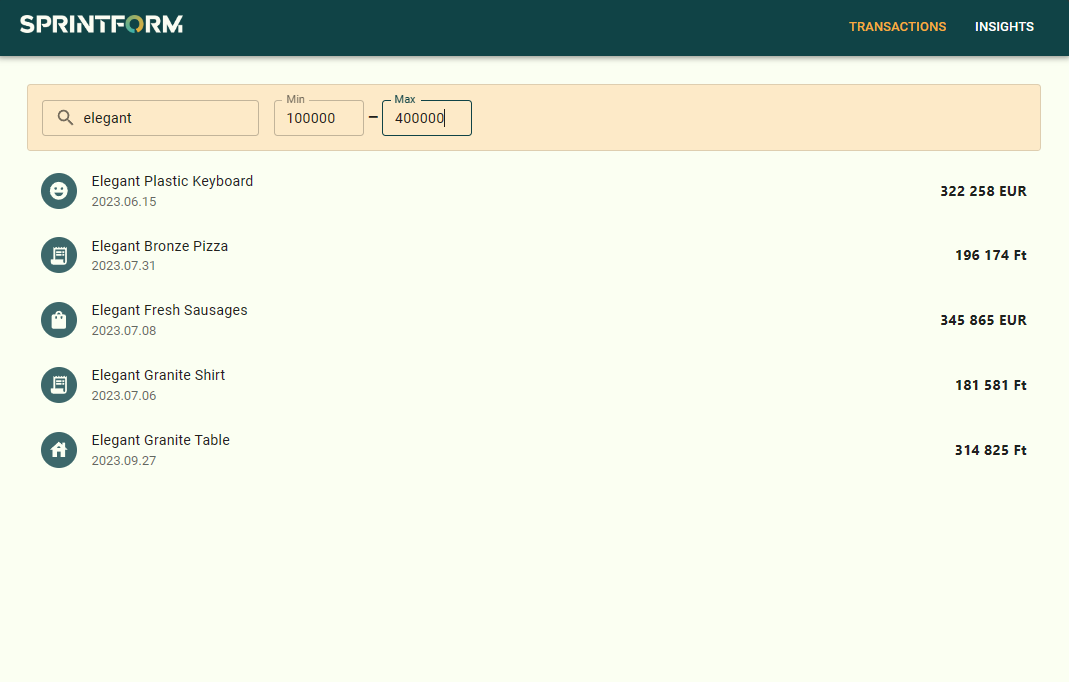 SPRINTFORM
TRANSACTIONS INSIGHTS
Min Max
elegant 100000 – 400000
Elegant Plastic Keyboard
2023.06.15
322 258 EUR
Elegant Bronze Pizza
2023.07.31
196 174 Ft
Elegant Fresh Sausages
2023.07.08
345 865 EUR
Elegant Granite Shirt
2023.07.06
181 581 Ft
Elegant Granite Table
2023.09.27
314 825 Ft